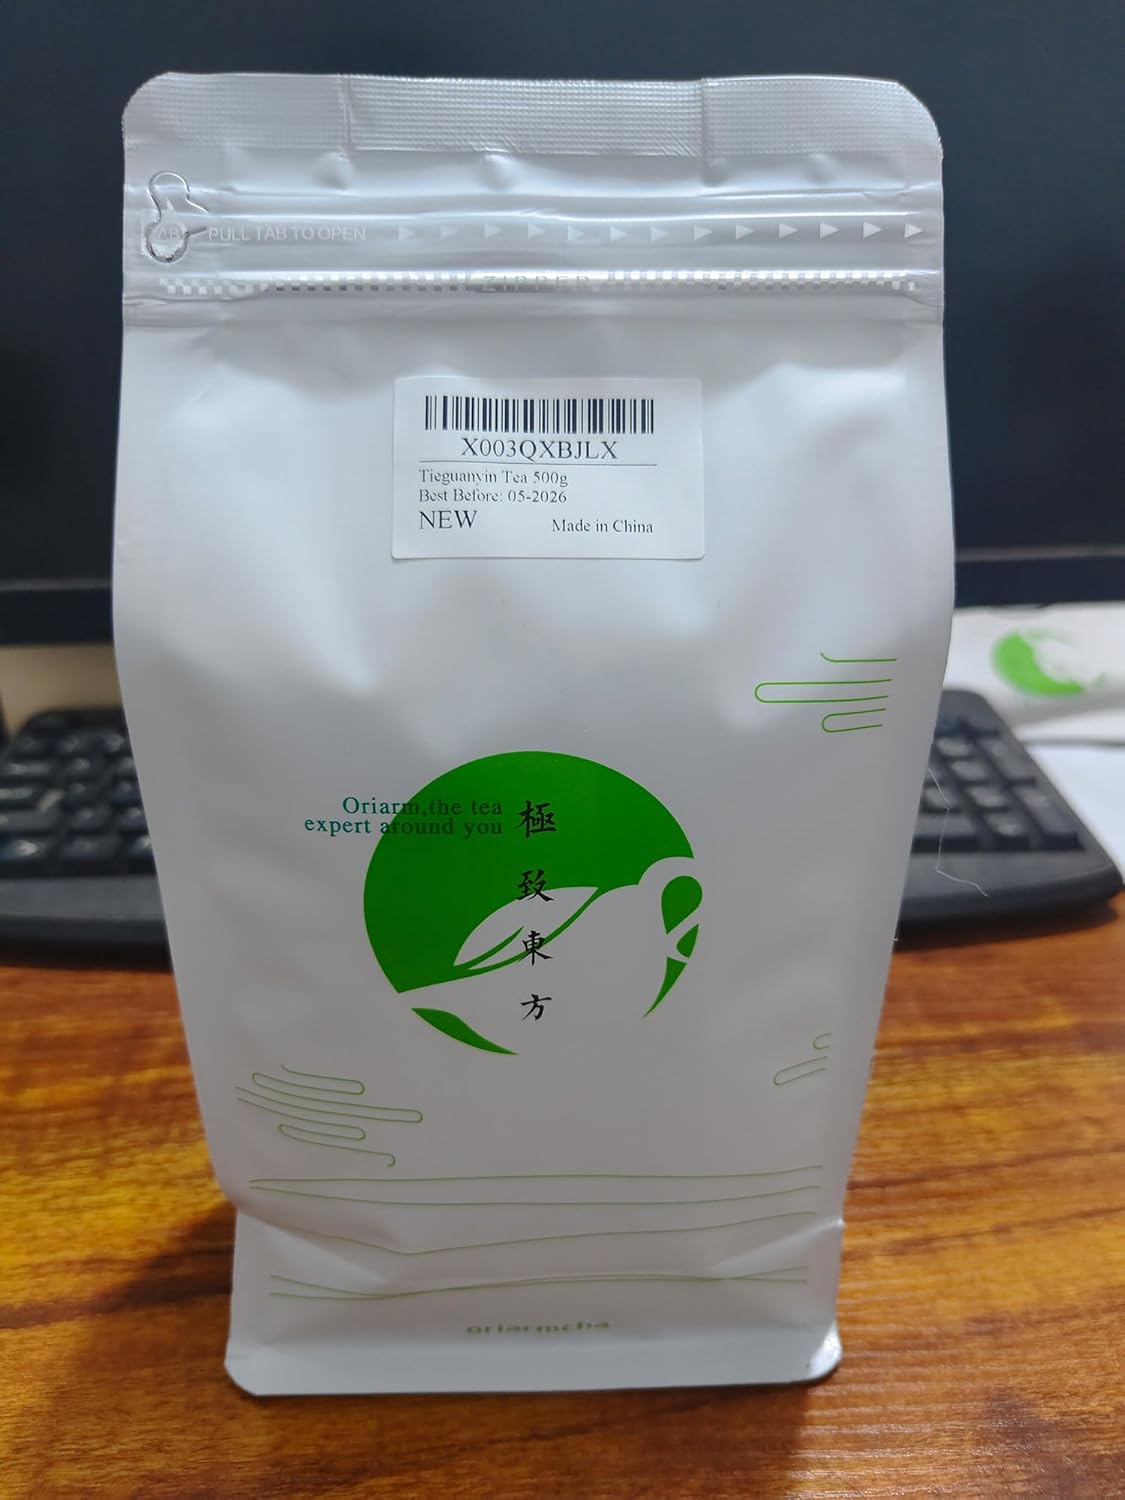 PULL TAB TO OPEN
ZIPPER
X003QXBJLX
Tieguanyin Tea 500g
Best Before: 05-2026
NEW
Made in China
Oriarm,the tea
expert around you
極
致
東
方
oriarmcha